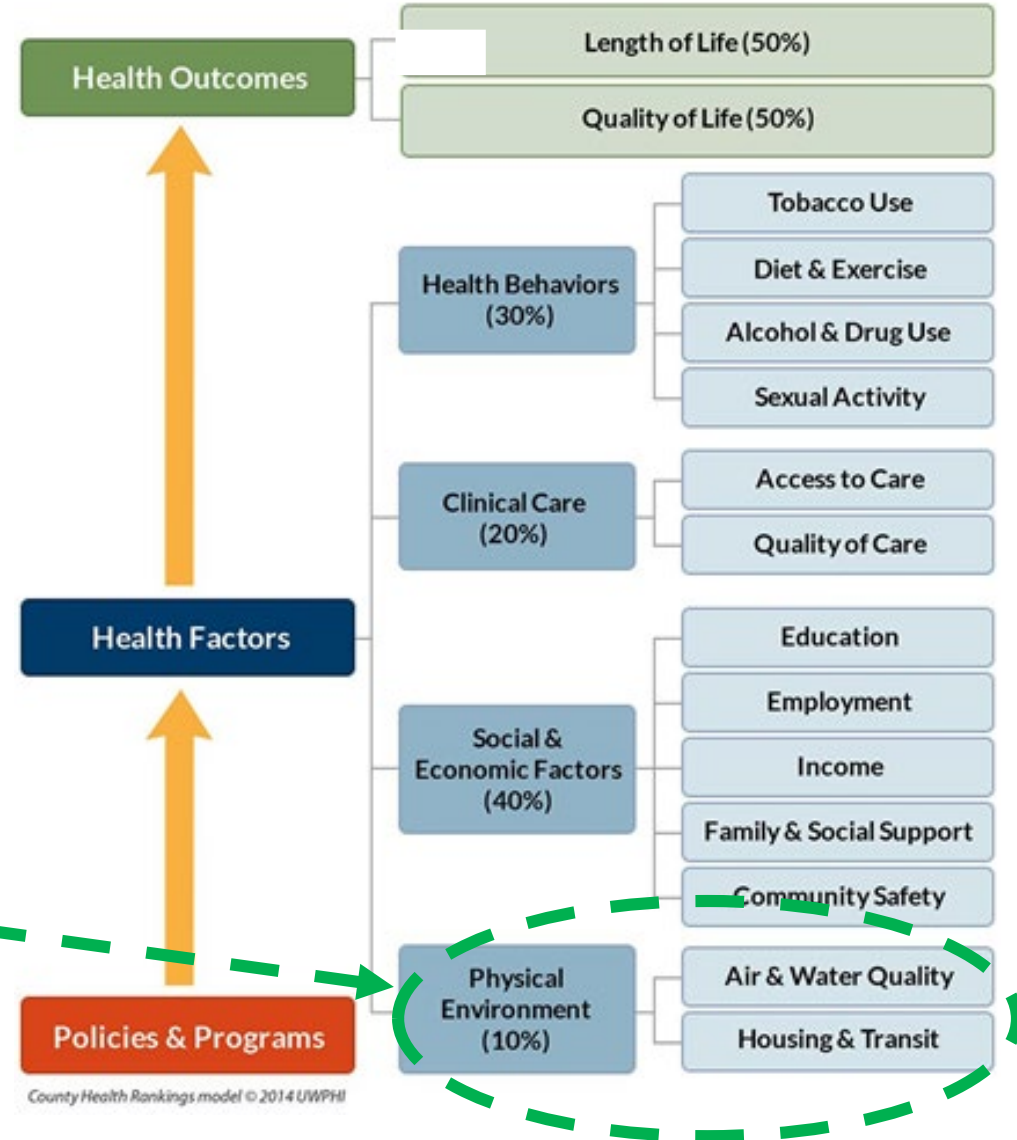 Health Outcomes
Length of Life (50%)
Quality of Life (50%)
Health Behaviors
(30%)
Tobacco Use
Diet & Exercise
Alcohol & Drug Use
Sexual Activity
Clinical Care
(20%)
Access to Care
Quality of Care
Health Factors
Social &
Economic Factors
(40%)
Education
Employment
Income
Family & Social Support
Community Safety
Physical
Environment
(10%)
Air & Water Quality
Housing & Transit
Policies & Programs
County Health Rankings model © 2014 UWPHI